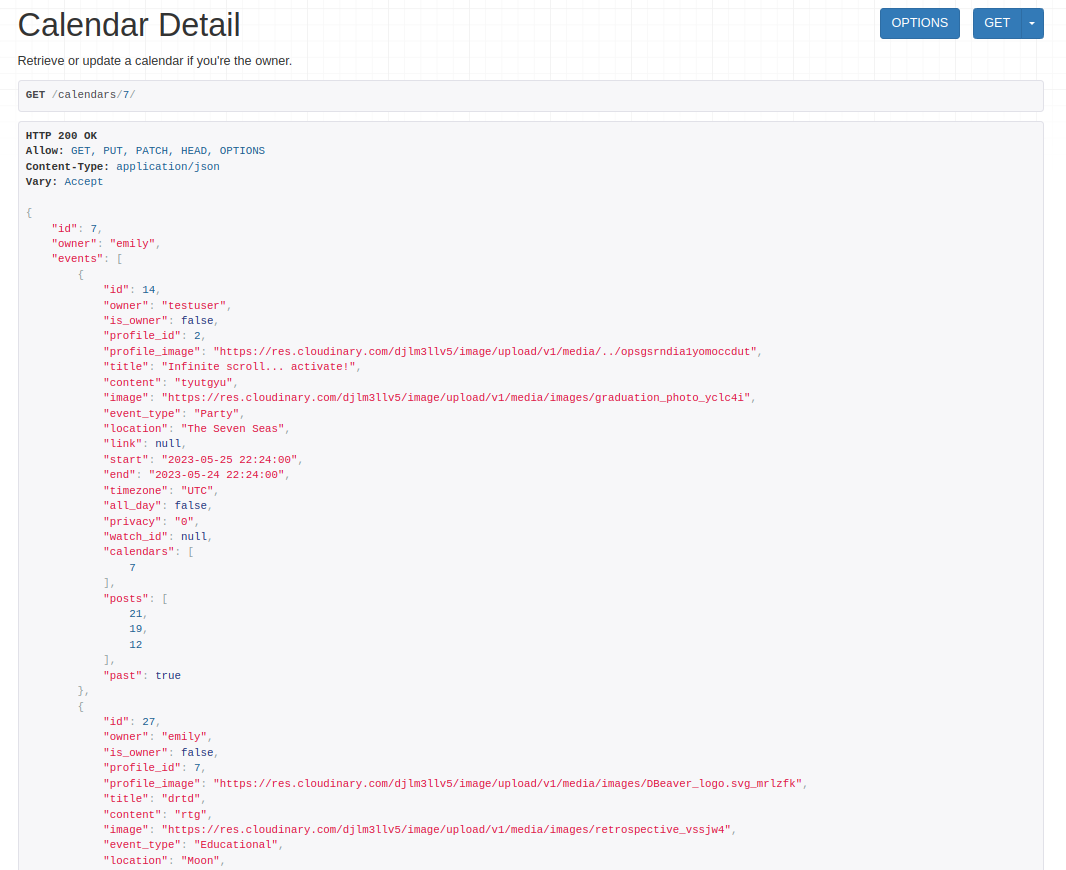 Calendar Detail
OPTIONS
GET
Retrieve or update a calendar if you're the owner.
GET /calendars/7/
HTTP 200 OK
Allow: GET, PUT, PATCH, HEAD, OPTIONS
Content-Type: application/json
Vary: Accept
{
    "id": 7,
    "owner": "emily",
    "events": [
        {
            "id": 14,
            "owner": "testuser",
            "is_owner": false,
            "profile_id": 2,
            "profile_image": "https://res.cloudinary.com/djlm3llv5/image/upload/v1/media/../opsgsrndia1yomoccdut",
            "title": "Infinite scroll... activate!",
            "content": "tyutgyu",
            "image": "https://res.cloudinary.com/djlm3llv5/image/upload/v1/media/images/graduation_photo_yclc4i",
            "event_type": "Party",
            "location": "The Seven Seas",
            "link": null,
            "start": "2023-05-25 22:24:00",
            "end": "2023-05-24 22:24:00",
            "timezone": "UTC",
            "all_day": false,
            "privacy": "0",
            "watch_id": null,
            "calendars": [
                7
            ],
            "posts": [
                21,
                19,
                12
            ],
            "past": true
        },
        {
            "id": 27,
            "owner": "emily",
            "is_owner": false,
            "profile_id": 7,
            "profile_image": "https://res.cloudinary.com/djlm3llv5/image/upload/v1/media/images/DBeaver_logo.svg_mrlzfk",
            "title": "drtd",
            "content": "rtg",
            "image": "https://res.cloudinary.com/djlm3llv5/image/upload/v1/media/images/retrospective_vssjw4",
            "event_type": "Educational",
            "location": "Moon",